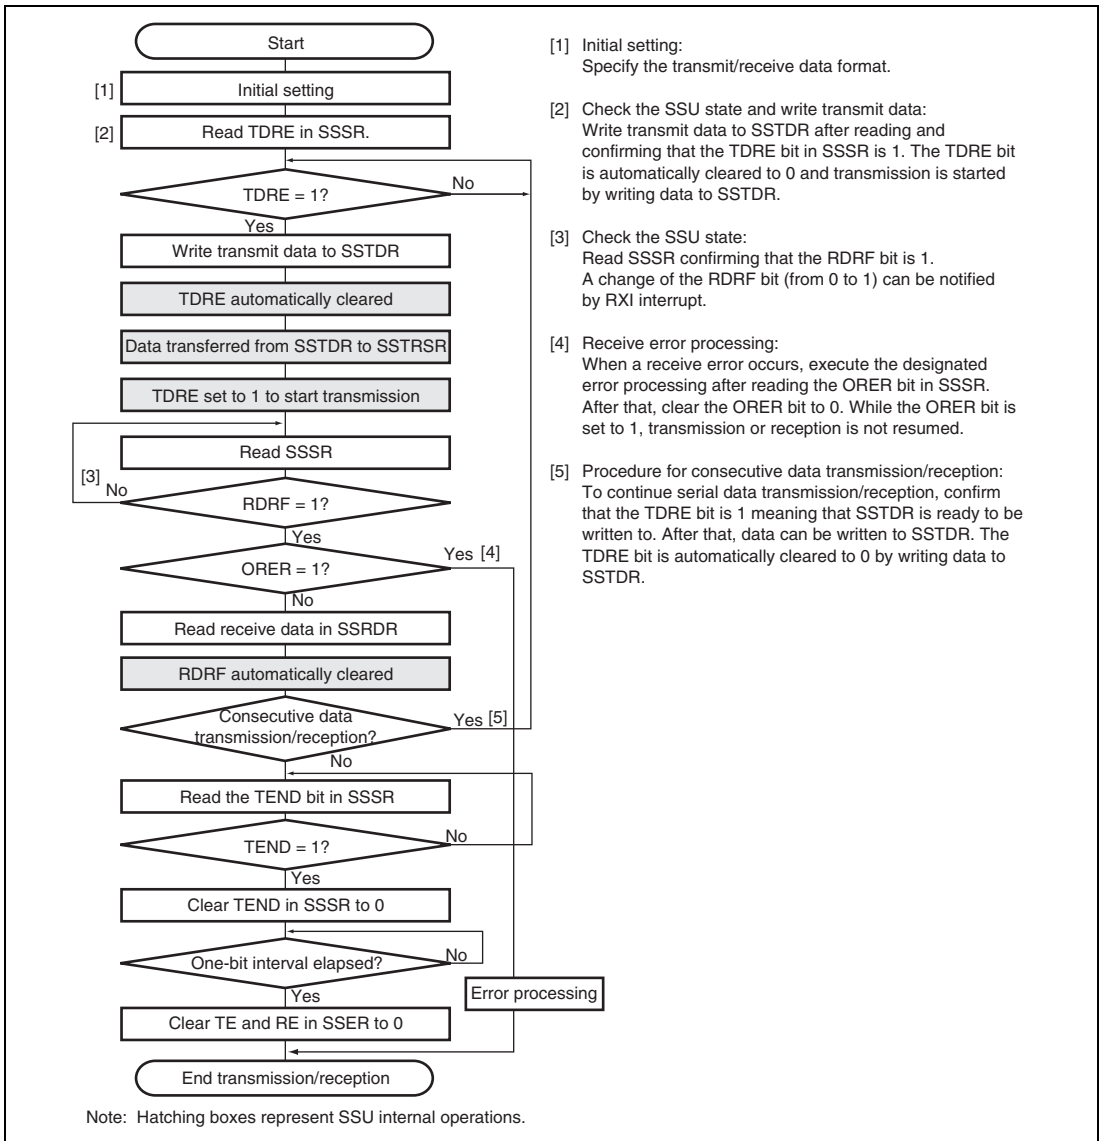 Start
[1] Initial setting
[2] Read TDRE in SSSR.
TDRE = 1?
No
Yes
Write transmit data to SSTDR
TDRE automatically cleared
Data transferred from SSTDR to SSTRSR
TDRE set to 1 to start transmission
Read SSSR
[3]
No
RDRF = 1?
Yes
Yes [4]
ORER = 1?
No
Read receive data in SSRDR
RDRF automatically cleared
Consecutive data
transmission/reception?
Yes [5]
No
Read the TEND bit in SSSR
TEND = 1?
No
Yes
Clear TEND in SSSR to 0
One-bit interval elapsed?
No
Yes
Error processing
Clear TE and RE in SSER to 0
End transmission/reception
[1] Initial setting:
Specify the transmit/receive data format.
[2] Check the SSU state and write transmit data:
Write transmit data to SSTDR after reading and
confirming that the TDRE bit in SSSR is 1. The TDRE bit
is automatically cleared to 0 and transmission is started
by writing data to SSTDR.
[3] Check the SSU state:
Read SSSR confirming that the RDRF bit is 1.
A change of the RDRF bit (from 0 to 1) can be notified
by RXI interrupt.
[4] Receive error processing:
When a receive error occurs, execute the designated
error processing after reading the ORER bit in SSSR.
After that, clear the ORER bit to 0. While the ORER bit is
set to 1, transmission or reception is not resumed.
[5] Procedure for consecutive data transmission/reception:
To continue serial data transmission/reception, confirm
that the TDRE bit is 1 meaning that SSTDR is ready to be
written to. After that, data can be written to SSTDR. The
TDRE bit is automatically cleared to 0 by writing data to
SSTDR.
Note: Hatching boxes represent SSU internal operations.